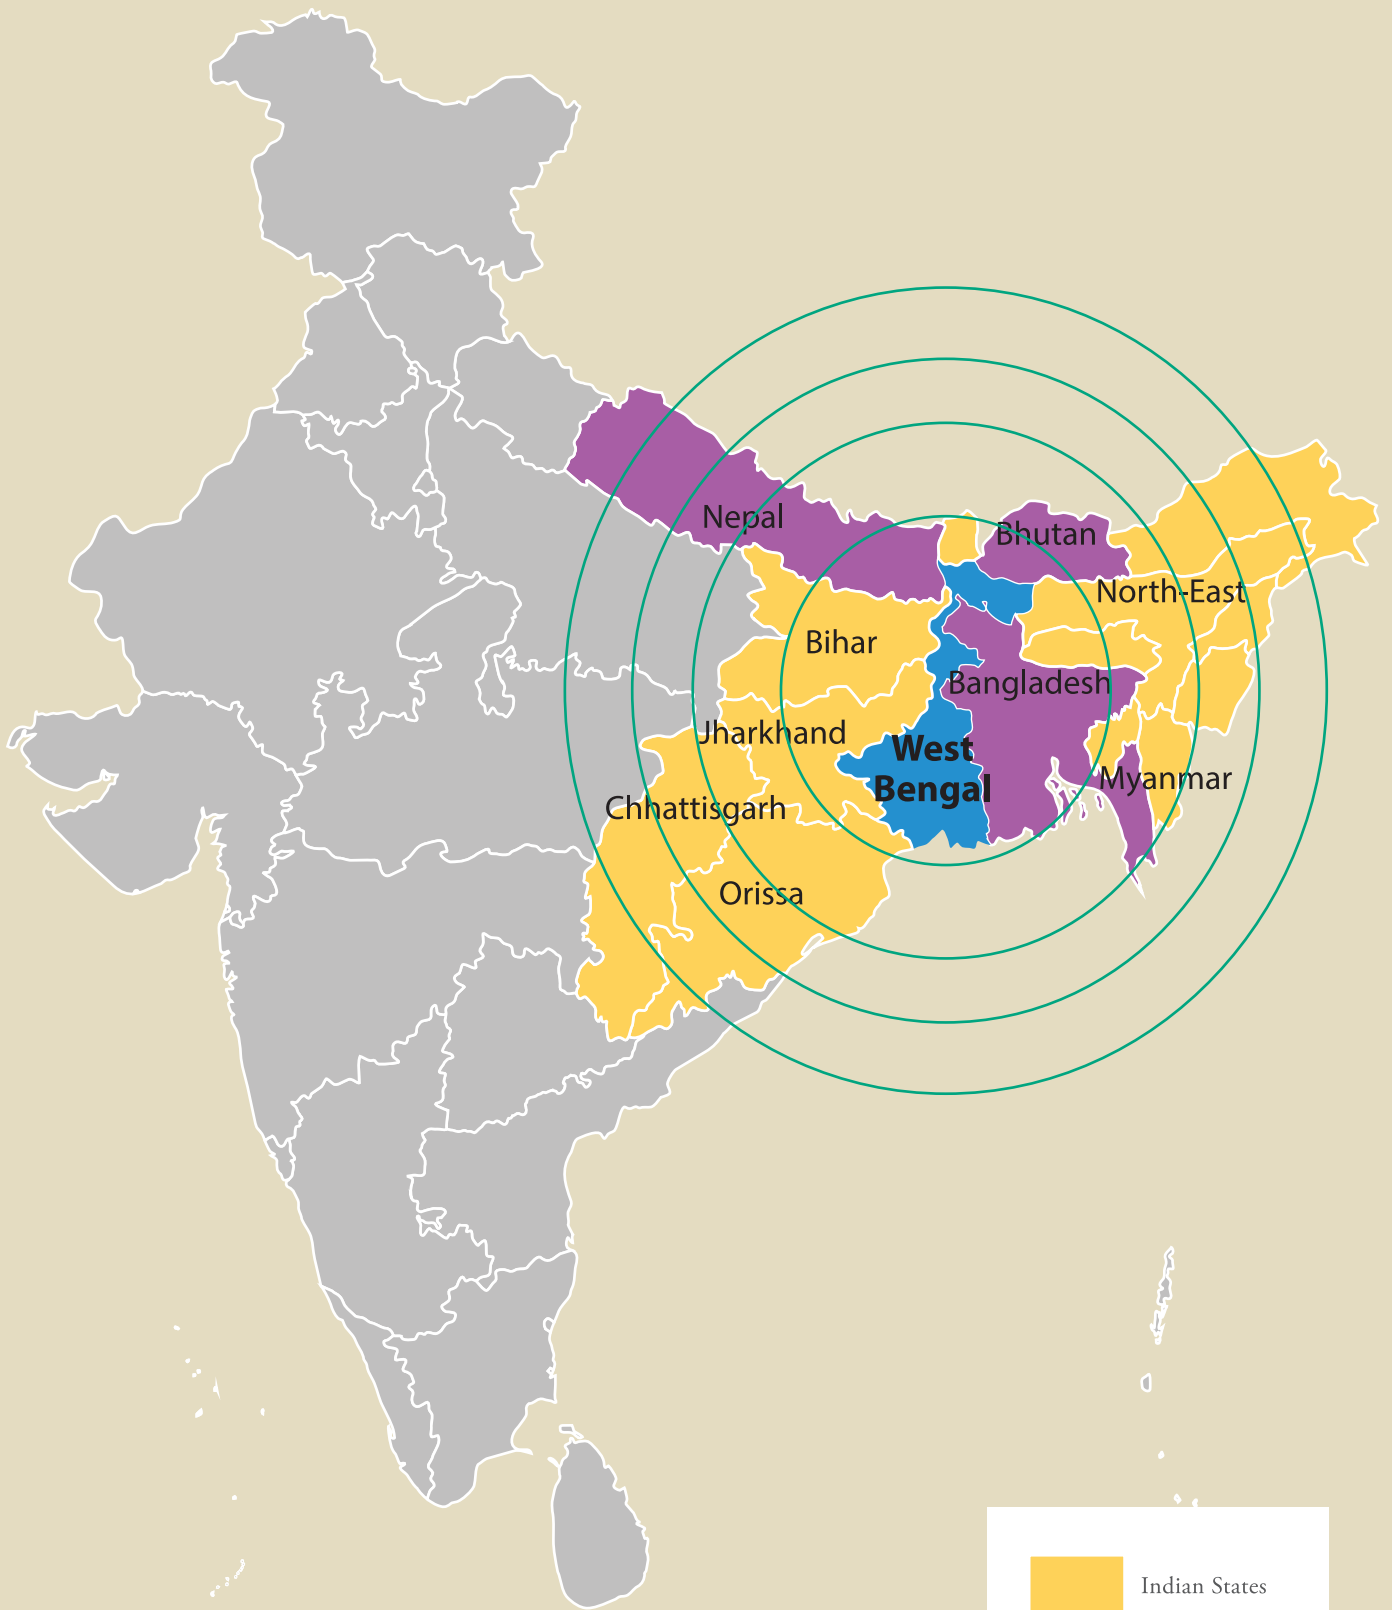 Nepal
Bhutan
North-East
Bihar
Bangladesh
Jharkhand
West
Bengal
Myanmar
Chhattisgarh
Orissa
Indian States